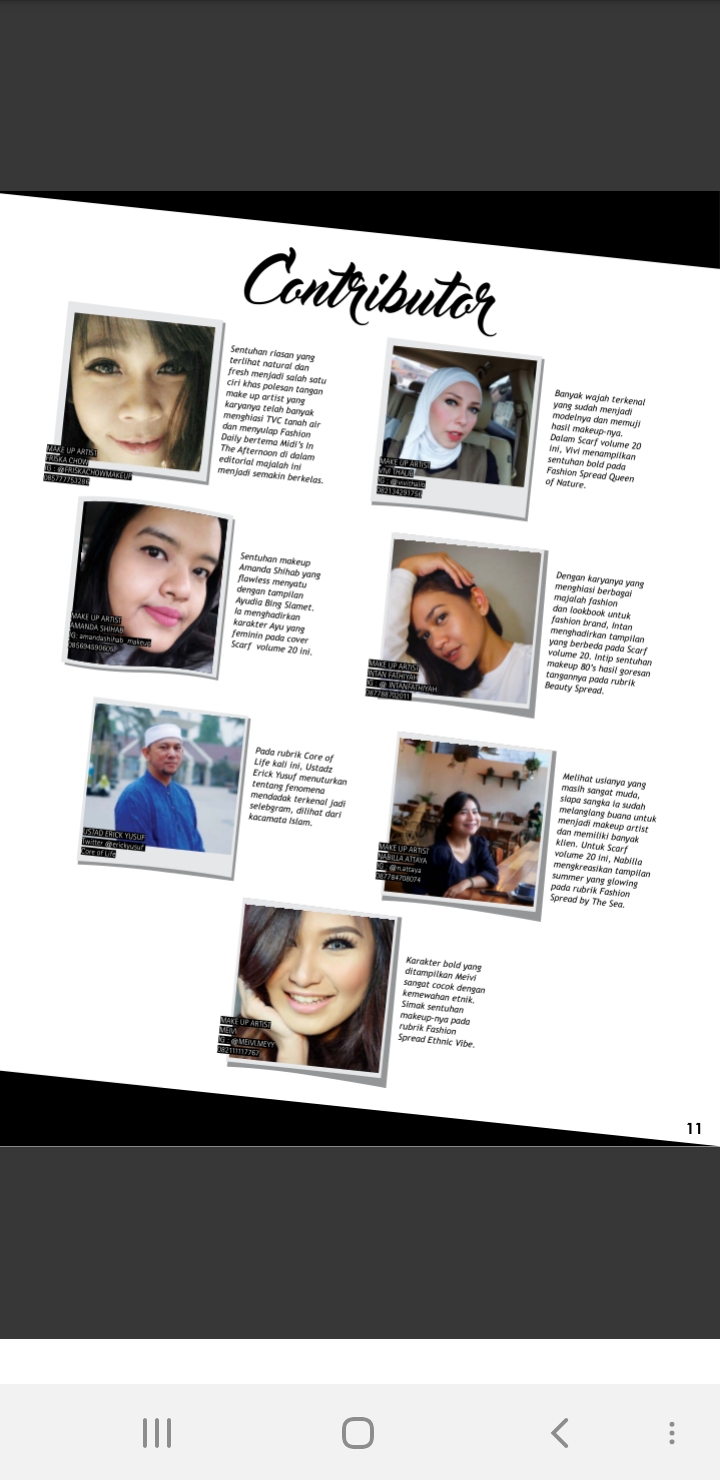 Contributor
MAKE UP ARTIST
FRISKA CHOW
IG : @FRISKACHOWMAKEUP
085777753286
Sentuhan riasan yang
terlihat natural dan
fresh menjadi salah satu
ciri khas polesan tangan
make up artist yang
karyanya telah banyak
menghiasi TVC tanah air
dan menyulap Fashion
Daily bertema Midi's in
The Afternoon di dalam
editorial majalah ini
menjadi semakin berkelas.
MAKE UP ARTIST
VIVI THALIB
IG : @vivithalib
Banyak wajah terkenal
yang sudah menjadi
modelnya dan memuji
hasil makeup-nya.
Dalam Scarf volume 20
ini, Vivi menampilkan
sentuhan bold pada
Fashion Spread Queen
of Nature.
MAKE UP ARTIST
AMANDA SHIHAB
IG: amandashihab_makeup
Sentuhan makeup
Amanda Shihab yang
flawless menyatu
dengan tampilan
Ayudia Bing Slamet.
Ia menghadirkan
karakter Ayu yang
feminin pada cover
Scarf volume 20 ini.
MAKE UP ARTIST
INTAN FATHIYAH
IG : @ INTANFATHIYAH
087788702011
Dengan karyanya yang
menghiasi berbagai
majalah fashion
dan lookbook untuk
fashion brand, Intan
menghadirkan tampilan
yang berbeda pada Scarf
volume 20. Intip sentuhan
makeup 80's hasil goresan
tangannya pada rubrik
Beauty Spread.
USTAD ERICK YUSUF
Twitter @erickyusuf
Core of Life
Pada rubrik Core of
Life kali ini, Ustadz
Erick Yusuf menuturkan
tentang fenomena
mendadak terkenal jadi
selebgram, dilihat dari
kacamata Islam.
MAKE UP ARTIST
NABILLA ATTAYA
IG : @n.attaya
087784708074
Melihat usianya yang
masih sangat muda,
siapa sangka ia sudah
melanglang buana untuk
menjadi makeup artist
dan memiliki banyak
klien. Untuk Scarf
volume 20 ini, Nabilla
mengkreasikan tampilan
summer yang glowing
pada rubrik Fashion
Spread by The Sea.
MAKE UP ARTIST
MEIVI
IG : @MEIVI.MEYY
082111117767
Karakter bold yang
ditampilkan Meivi
sangat cocok dengan
kemewahan etnik.
Simak sentuhan
makeup-nya pada
rubrik Fashion
Spread Ethnic Vibe.
11